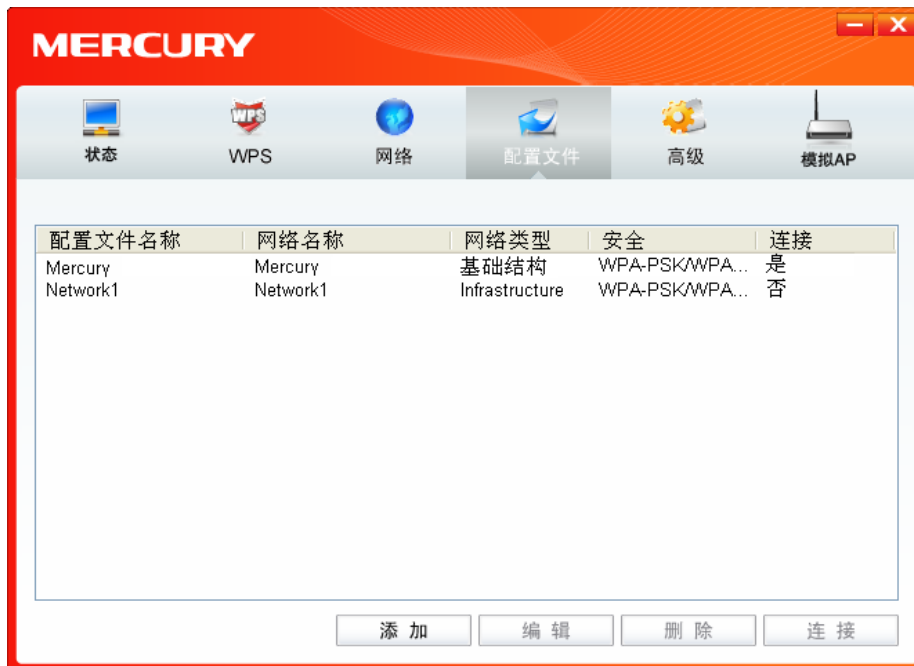 MERCURY
状态 WPS 网络 配置文件 高级 模拟AP
配置文件名称 网络名称 网络类型 安全 连接
Mercury Mercury 基础结构 WPA-PSK/WPA... 是
Network1 Network1 Infrastructure WPA-PSK/WPA... 否
添加 编辑 删除 连接